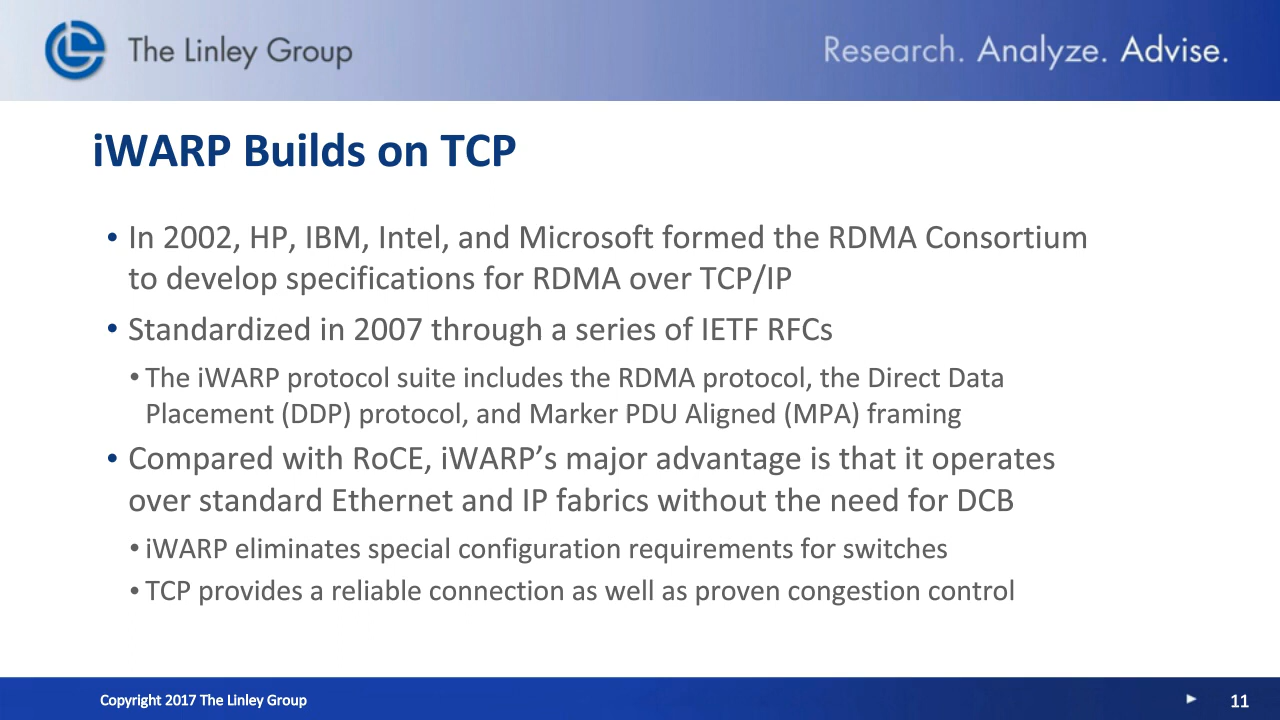 The Linley Group
Research. Analyze. Advise.
iWARP Builds on TCP
• In 2002, HP, IBM, Intel, and Microsoft formed the RDMA Consortium
to develop specifications for RDMA over TCP/IP
• Standardized in 2007 through a series of IETF RFCs
• The iWARP protocol suite includes the RDMA protocol, the Direct Data
Placement (DDP) protocol, and Marker PDU Aligned (MPA) framing
• Compared with RoCE, iWARP’s major advantage is that it operates
over standard Ethernet and IP fabrics without the need for DCB
• iWARP eliminates special configuration requirements for switches
• TCP provides a reliable connection as well as proven congestion control
Copyright 2017 The Linley Group
11